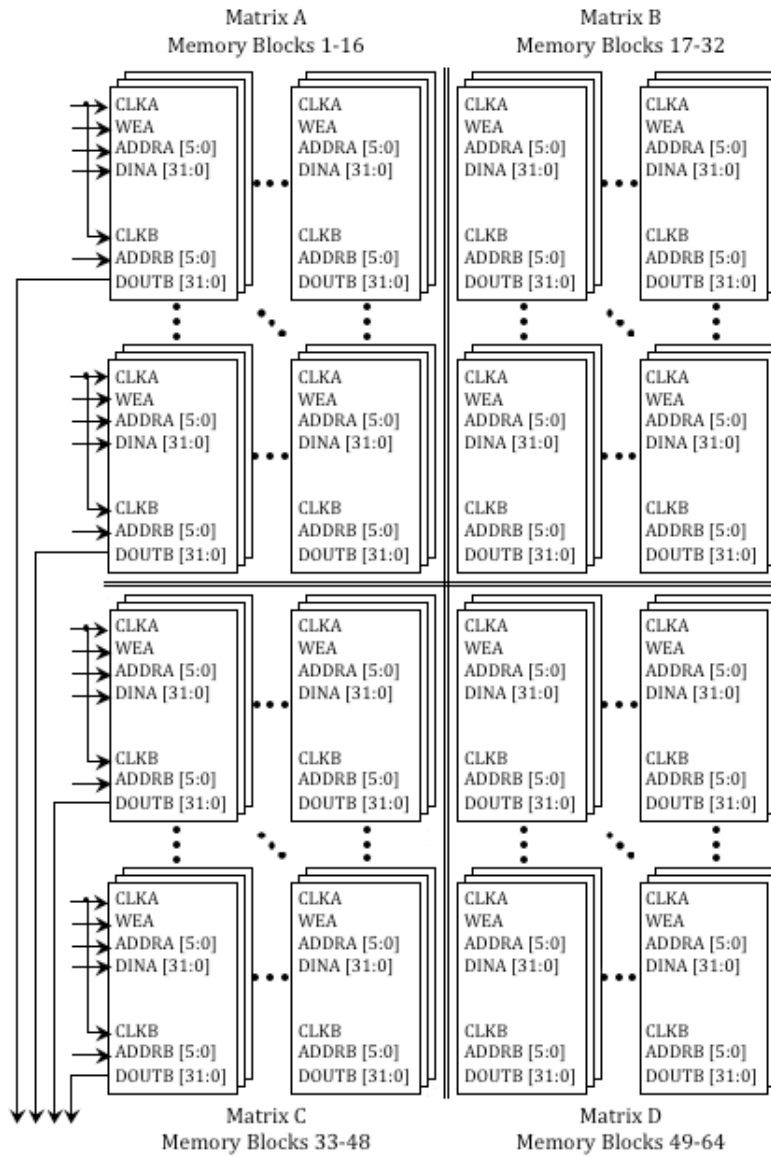 Matrix A
Memory Blocks 1-16
Matrix B
Memory Blocks 17-32
CLKA
WEA
ADDRA [5:0]
DINA [31:0]
CLKB
ADDRB [5:0]
DOUTB [31:0]
CLKA
WEA
ADDRA [5:0]
DINA [31:0]
CLKB
ADDRB [5:0]
DOUTB [31:0]
CLKA
WEA
ADDRA [5:0]
DINA [31:0]
CLKB
ADDRB [5:0]
DOUTB [31:0]
CLKA
WEA
ADDRA [5:0]
DINA [31:0]
CLKB
ADDRB [5:0]
DOUTB [31:0]
CLKA
WEA
ADDRA [5:0]
DINA [31:0]
CLKB
ADDRB [5:0]
DOUTB [31:0]
CLKA
WEA
ADDRA [5:0]
DINA [31:0]
CLKB
ADDRB [5:0]
DOUTB [31:0]
CLKA
WEA
ADDRA [5:0]
DINA [31:0]
CLKB
ADDRB [5:0]
DOUTB [31:0]
CLKA
WEA
ADDRA [5:0]
DINA [31:0]
CLKB
ADDRB [5:0]
DOUTB [31:0]
CLKA
WEA
ADDRA [5:0]
DINA [31:0]
CLKB
ADDRB [5:0]
DOUTB [31:0]
CLKA
WEA
ADDRA [5:0]
DINA [31:0]
CLKB
ADDRB [5:0]
DOUTB [31:0]
CLKA
WEA
ADDRA [5:0]
DINA [31:0]
CLKB
ADDRB [5:0]
DOUTB [31:0]
CLKA
WEA
ADDRA [5:0]
DINA [31:0]
CLKB
ADDRB [5:0]
DOUTB [31:0]
CLKA
WEA
ADDRA [5:0]
DINA [31:0]
CLKB
ADDRB [5:0]
DOUTB [31:0]
CLKA
WEA
ADDRA [5:0]
DINA [31:0]
CLKB
ADDRB [5:0]
DOUTB [31:0]
CLKA
WEA
ADDRA [5:0]
DINA [31:0]
CLKB
ADDRB [5:0]
DOUTB [31:0]
CLKA
WEA
ADDRA [5:0]
DINA [31:0]
CLKB
ADDRB [5:0]
DOUTB [31:0]
Matrix C
Memory Blocks 33-48
Matrix D
Memory Blocks 49-64